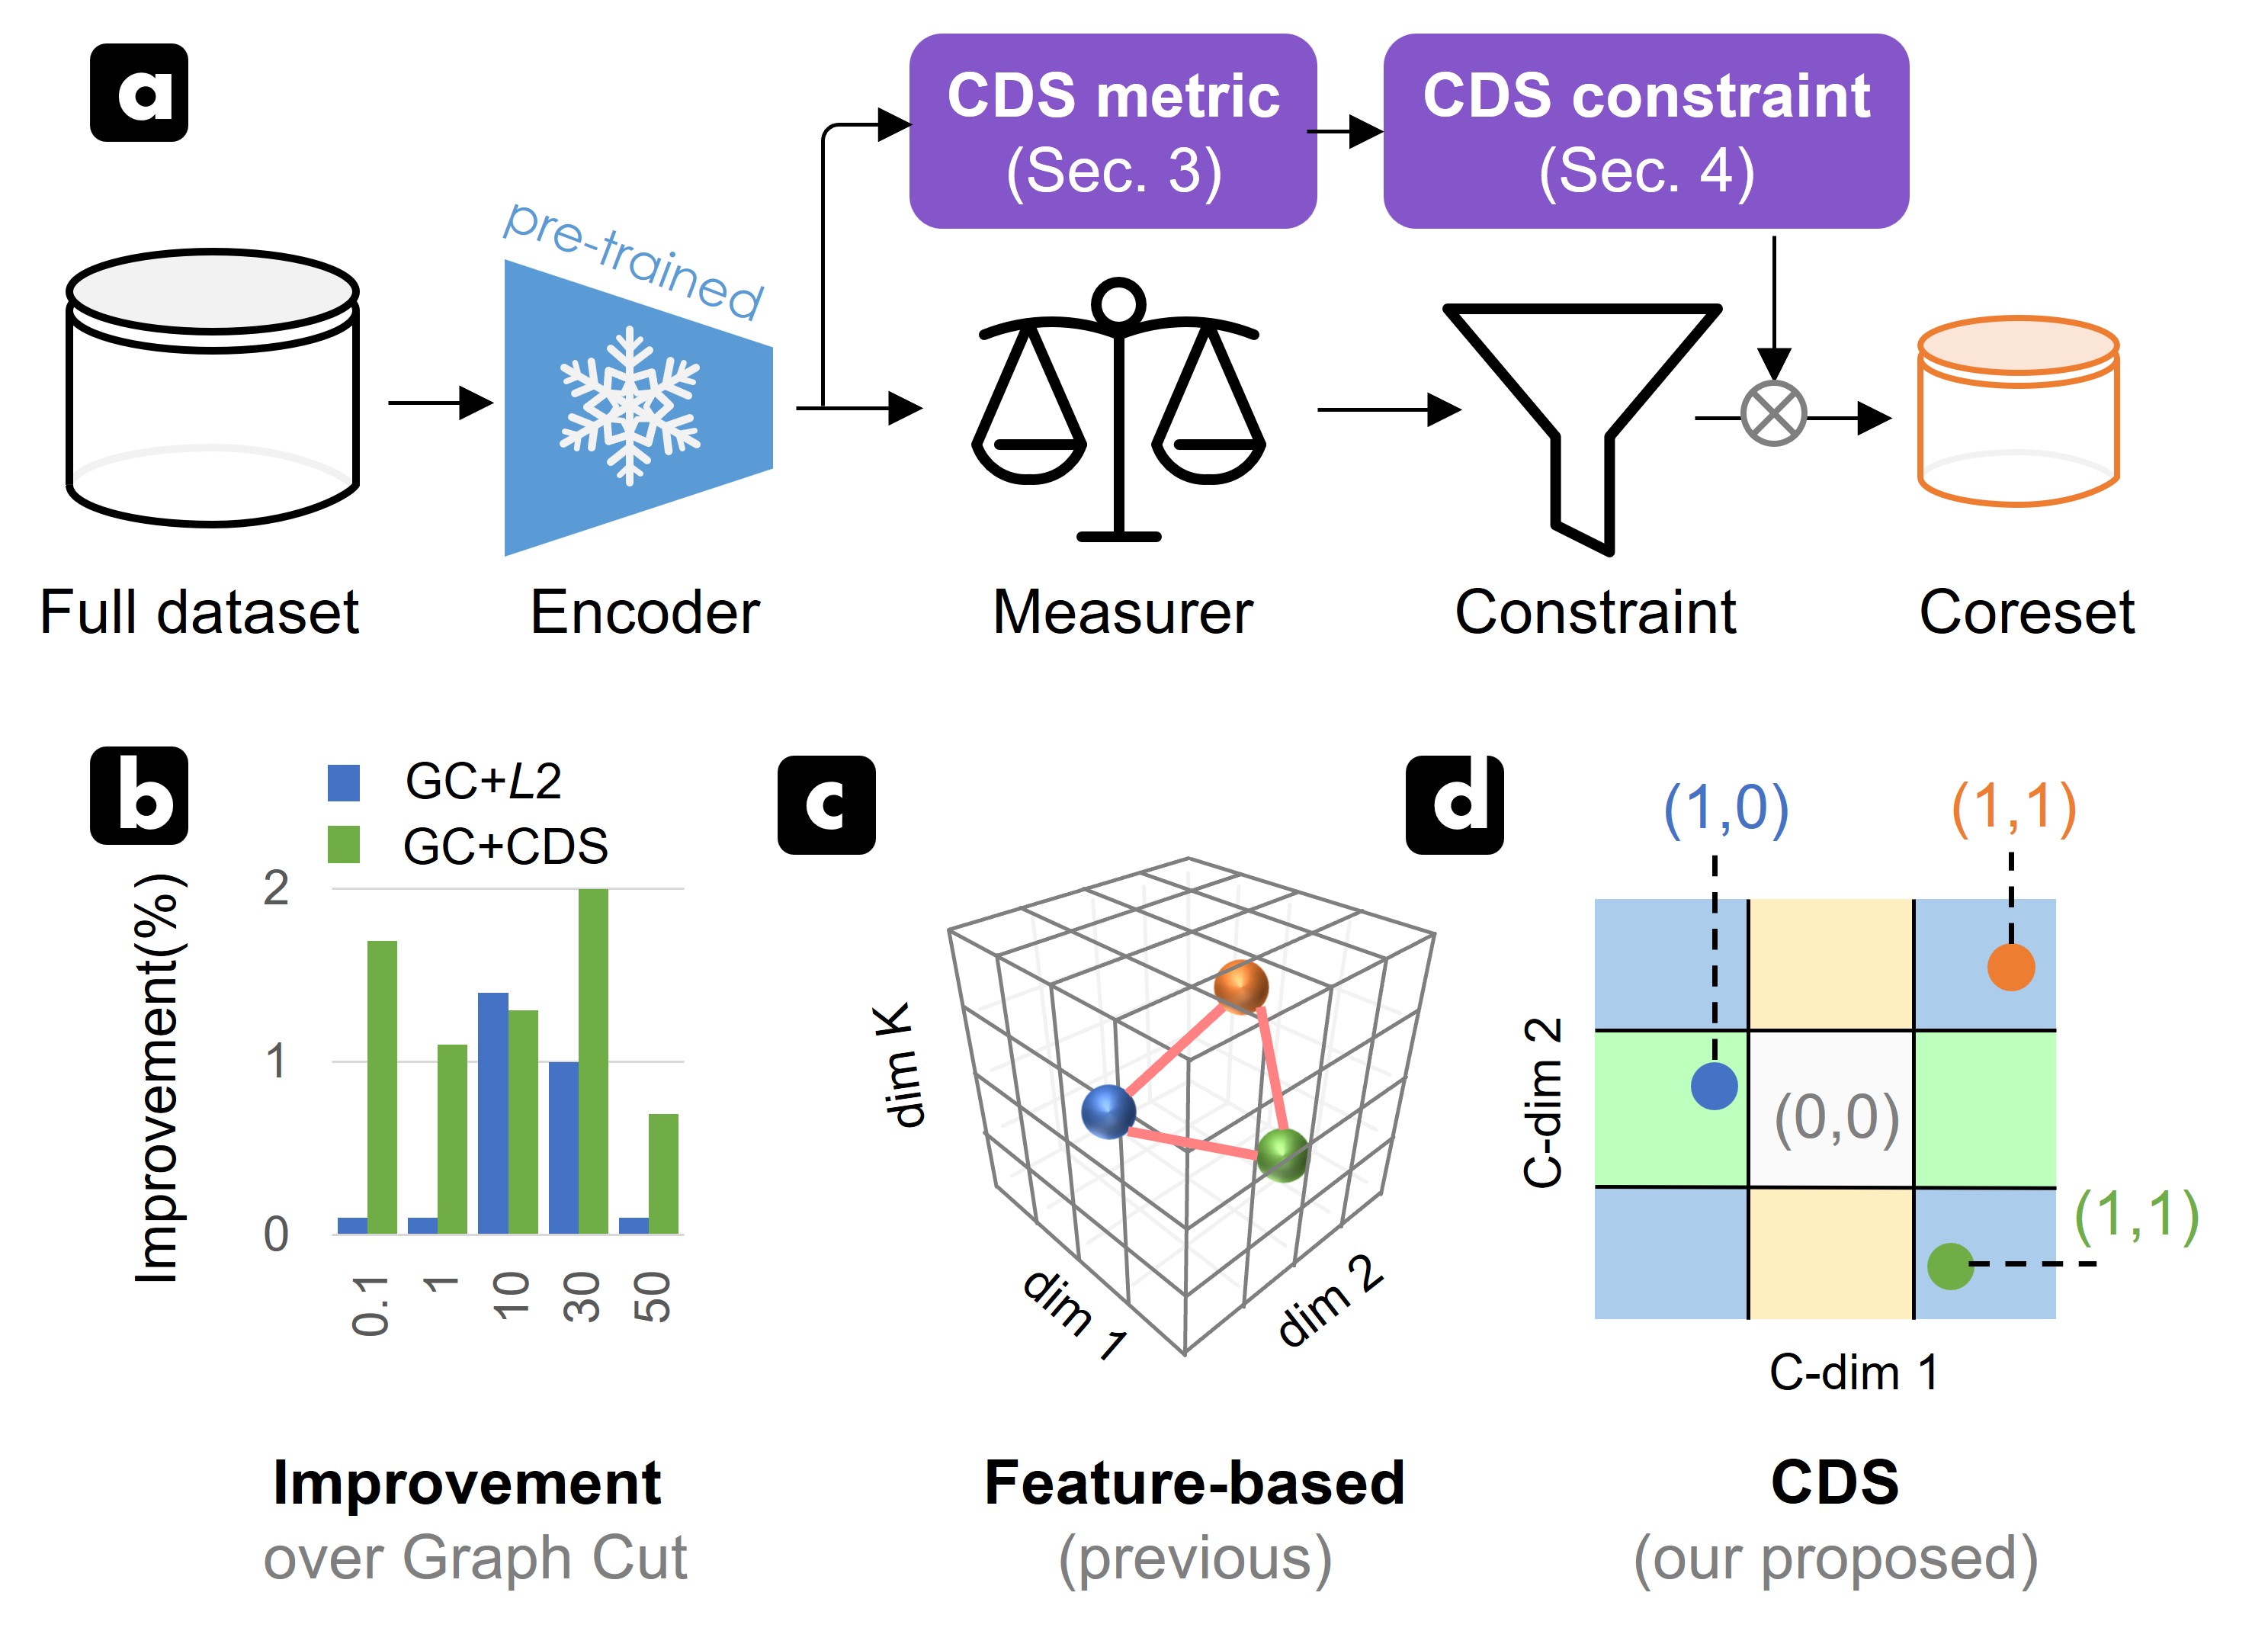 a
CDS metric
(Sec. 3)
CDS constraint
(Sec. 4)
pre-trained
Full dataset
Encoder
Measurer
Constraint
Coreset
b
GC+L2
GC+CDS
Improvement(%)
2
1
0
0.1
1
10
30
50
Improvement
over Graph Cut
c
dim K
dim 1
dim 2
Feature-based
(previous)
d
(1,0)
(1,1)
(0,0)
(1,1)
C-dim 2
C-dim 1
CDS
(our proposed)